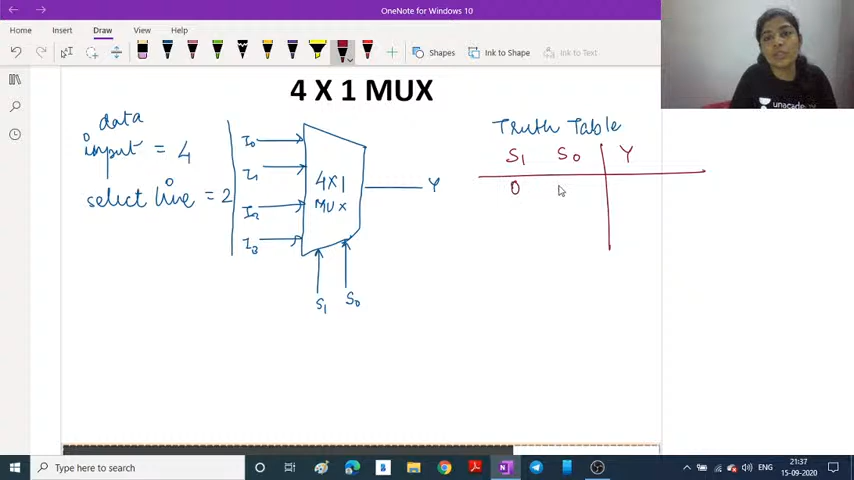 OneNote for Windows 10
Home Insert Draw View Help
Shapes Ink to Shape Ink to Text
4 X 1 MUX
data
input = 4
select line = 2
I0
I1
I2
I3
4X1
MUX
Y
S1 S0
Truth Table
S1 S0 Y
0
Type here to search
ENG
21:37
15-09-2020